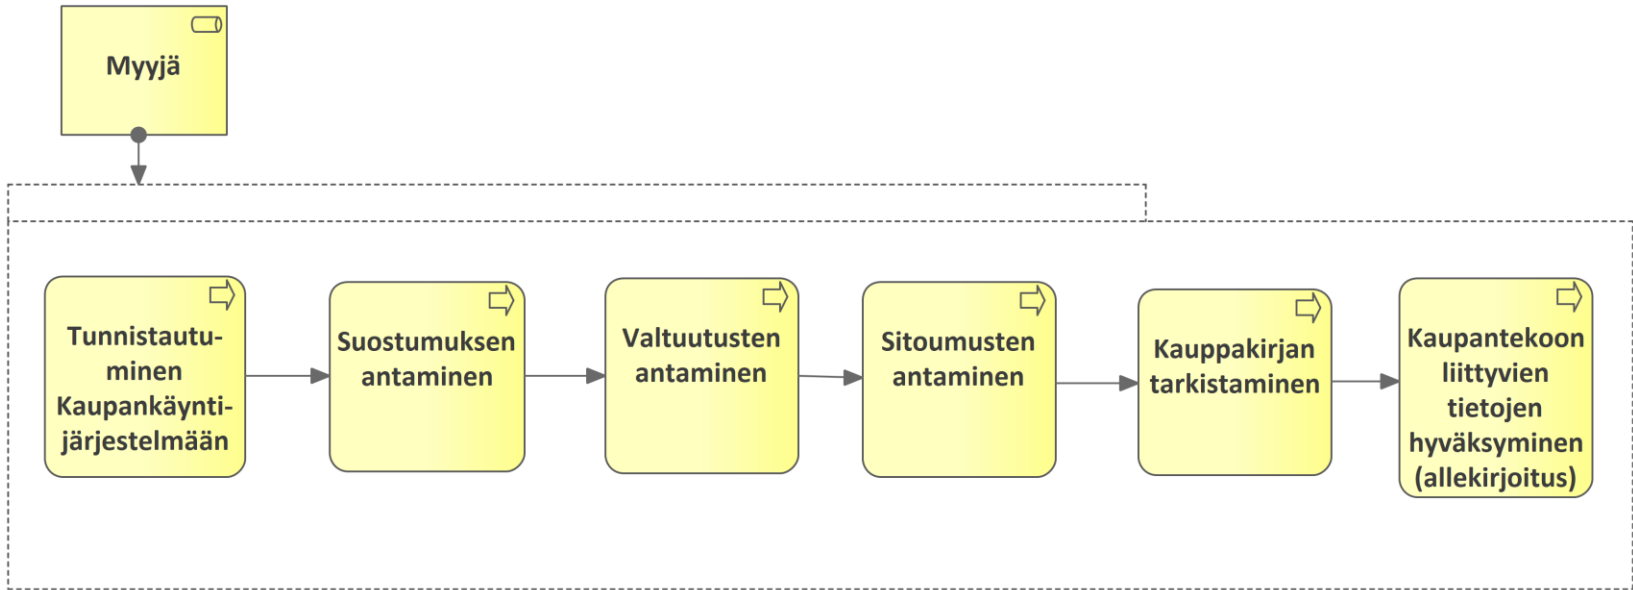 Myyjä
Tunnistautu-
minen
Kaupankäynti-
järjestelmään
Suostumuksen
antaminen
Valtuutusten
antaminen
Sitoumusten
antaminen
Kauppakirjan
tarkistaminen
Kaupantekoon
liittyvien
tietojen
hyväksyminen
(allekirjoitus)